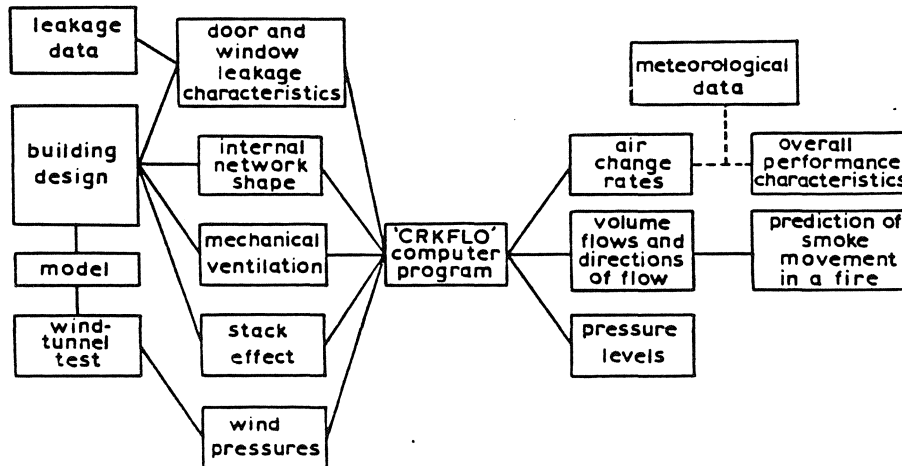 leakage
data
building
design
model
wind-
tunnel
test
door and
window
leakage
characteristics
internal
network
shape
mechanical
ventilation
stack
effect
wind
pressures
'CRKFLO'
computer
program
meteorological
data
air
change
rates
overall
performance
characteristics
volume
flows and
directions
of flow
prediction of
smoke
movement
in a fire
pressure
levels